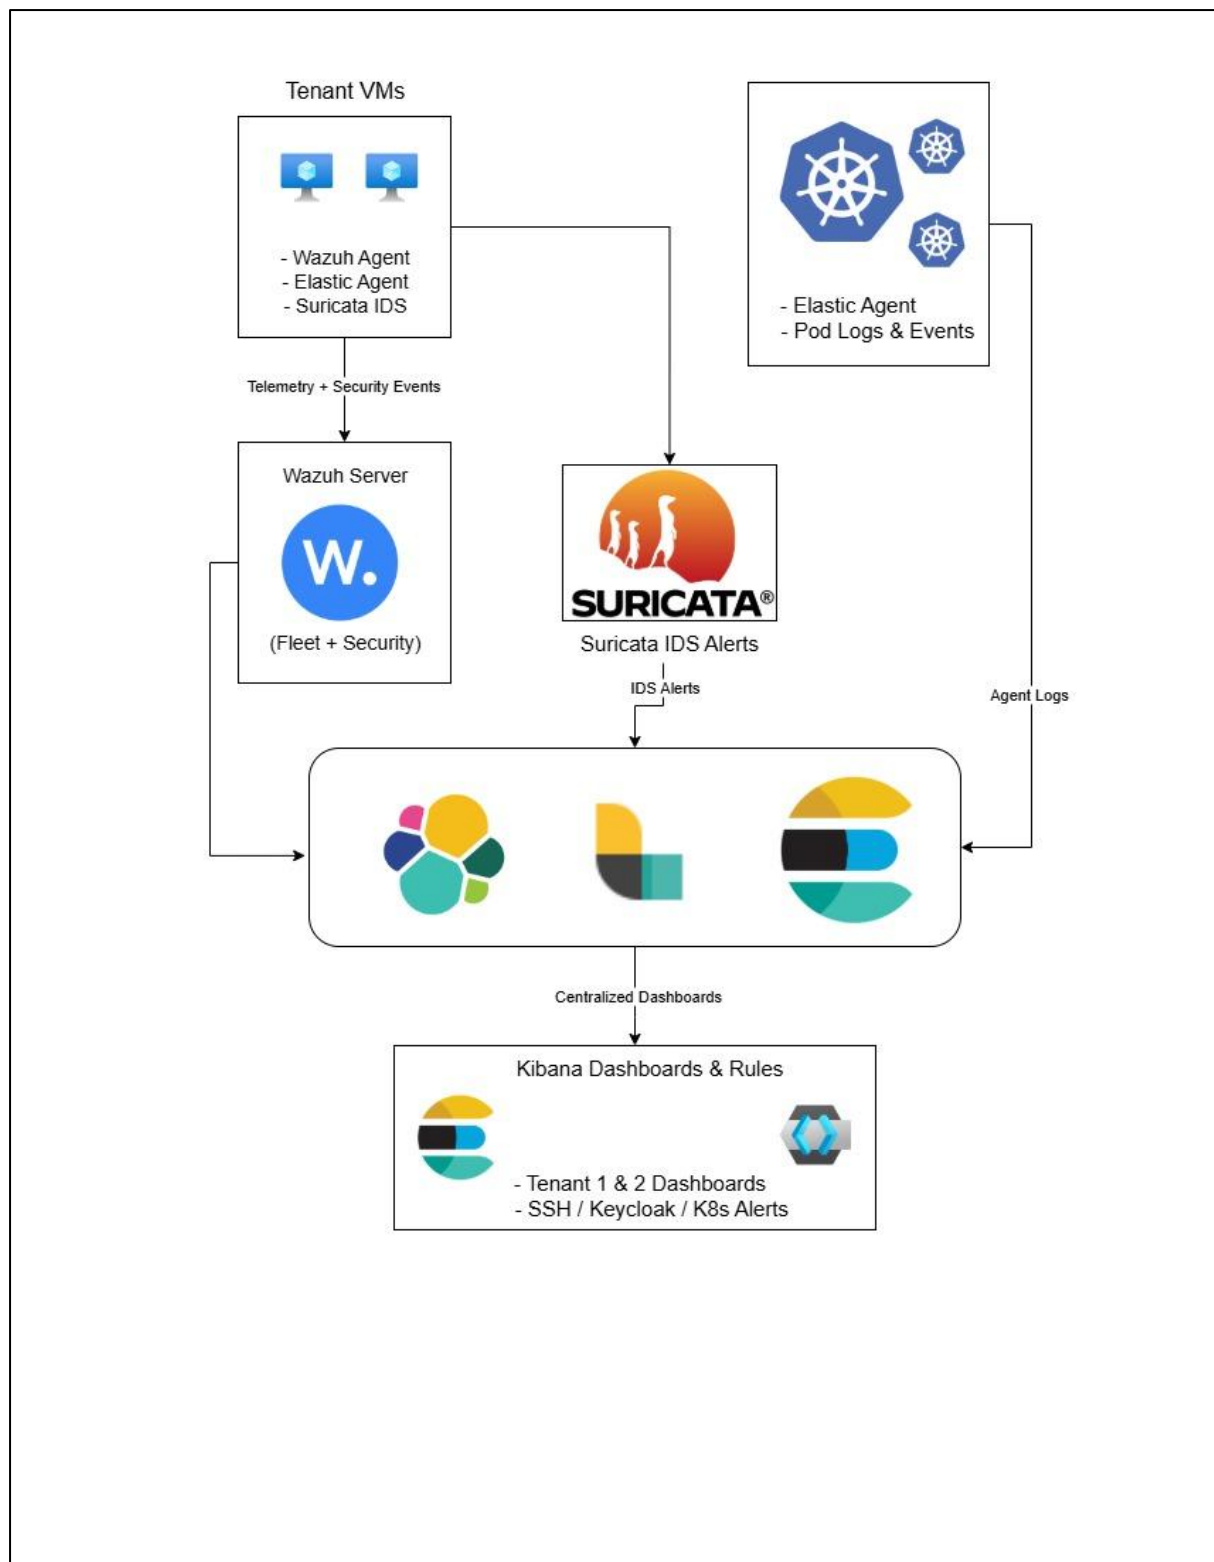 Tenant VMs
- Wazuh Agent
- Elastic Agent
- Suricata IDS
- Elastic Agent
- Pod Logs & Events
Telemetry + Security Events
Wazuh Server
W.
(Fleet + Security)
SURICATA®
Suricata IDS Alerts
IDS Alerts
Agent Logs
Centralized Dashboards
Kibana Dashboards & Rules
- Tenant 1 & 2 Dashboards
- SSH / Keycloak / K8s Alerts